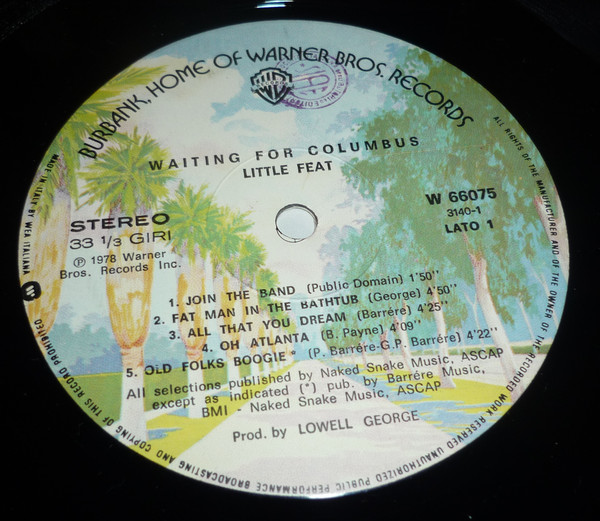 BURBANK, HOME OF WARNER BROS. RECORDS
WAITING FOR COLUMBUS
LITTLE FEAT
STEREO
33 1/3 GIRI
℗ 1978 Warner
Bros. Records Inc.
W 66075
3140-1
LATO 1
1. JOIN THE BAND (Public Domain) 1'50''
2. FAT MAN IN THE BATHTUB (George) 4'50''
3. ALL THAT YOU DREAM (Barrére) 4'25''
4. OH ATLANTA (B. Payne) 4'09''
5. OLD FOLKS BOOGIE * (P. Barrére-G.P. Barrére) 4'22''
All selections published by Naked Snake Music, ASCAP
except as indicated (*) pub. by Barrére Music,
BMI - Naked Snake Music, ASCAP
Prod. by LOWELL GEORGE
MADE IN ITALY BY WEA ITALIANA
ALL RIGHTS OF THE MANUFACTURER AND OF THE OWNER OF THE RECORDED WORK RESERVED UNAUTHORIZED PUBLIC PERFORMANCE BROADCASTING AND COPYING OF THIS RECORD PROHIBITED